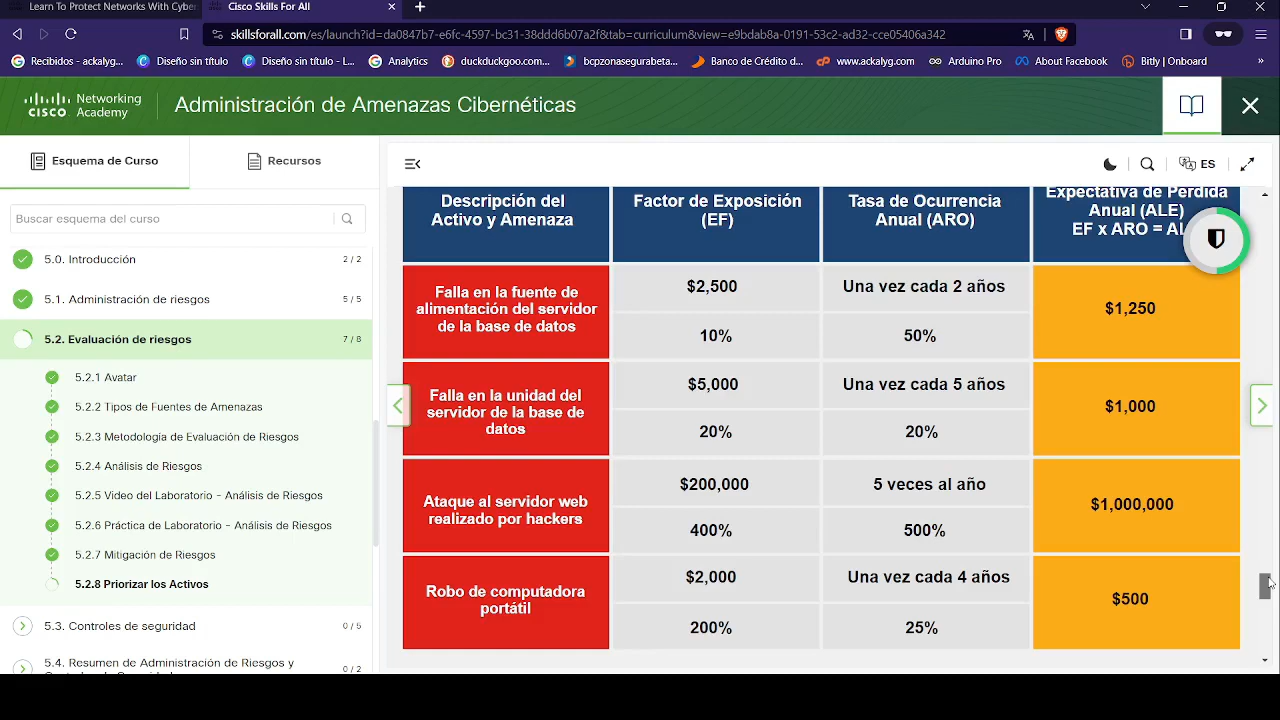 Learn To Protect Networks With Cyber
Cisco Skills For All
skillsforall.com/es/launch?id=da0847b7-e6fc-4597-bc31-38ddd6b07a2f&tab=curriculum&view=e9bdab8a-0191-53c2-ad32-cce05406a342
Recibidos - ackalyg...
Diseño sin título
Diseño sin título - L...
Analytics
duckduckgoo.com...
bcpzonasegurabeta...
Banco de Crédito d...
www.ackalyg.com
Arduino Pro
About Facebook
Bitly | Onboard
»
CISCO
Networking
Academy
Administración de Amenazas Cibernéticas
Esquema de Curso
Recursos
ES
Buscar esquema del curso
5.0. Introducción
2 / 2
5.1. Administración de riesgos
5 / 5
5.2. Evaluación de riesgos
7 / 8
5.2.1 Avatar
5.2.2 Tipos de Fuentes de Amenazas
5.2.3 Metodología de Evaluación de Riesgos
5.2.4 Análisis de Riesgos
5.2.5 Video del Laboratorio - Análisis de Riesgos
5.2.6 Práctica de Laboratorio - Análisis de Riesgos
5.2.7 Mitigación de Riesgos
5.2.8 Priorizar los Activos
5.3. Controles de seguridad
0 / 5
5.4. Resumen de Administración de Riesgos y
0 / 2
Descripción del
Activo y Amenaza
Factor de Exposición
(EF)
Tasa de Ocurrencia
Anual (ARO)
Expectativa de Pérdida
Anual (ALE)
EF x ARO = AL
Falla en la fuente de
alimentación del servidor
de la base de datos
$2,500
10%
Una vez cada 2 años
50%
$1,250
Falla en la unidad del
servidor de la base de
datos
$5,000
20%
Una vez cada 5 años
20%
$1,000
Ataque al servidor web
realizado por hackers
$200,000
400%
5 veces al año
500%
$1,000,000
Robo de computadora
portátil
$2,000
200%
Una vez cada 4 años
25%
$500